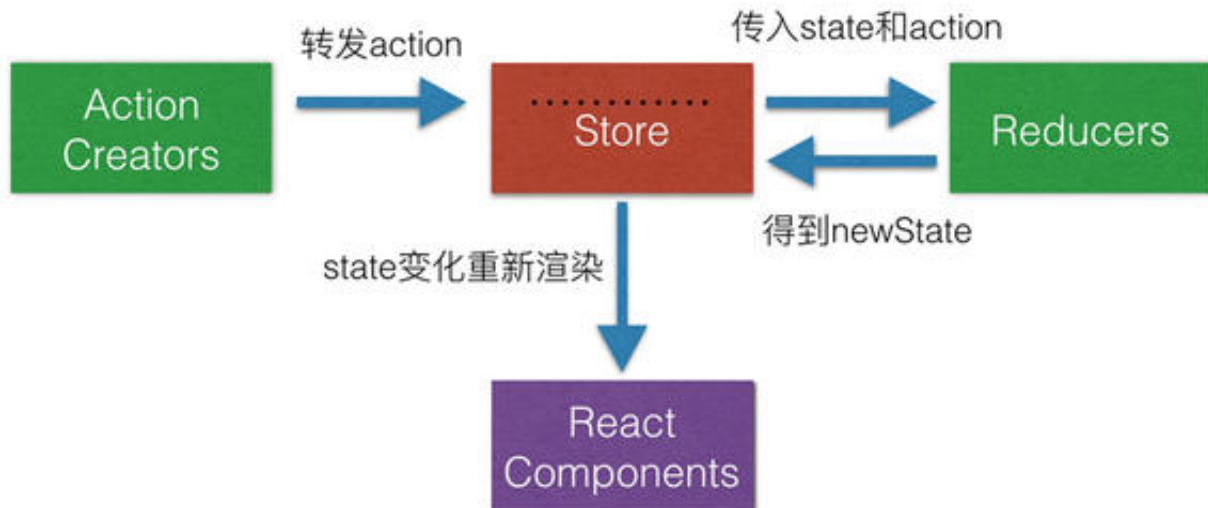 转发action
传入state和action
Action
Creators
............
Store
Reducers
得到newState
state变化重新渲染
React
Components